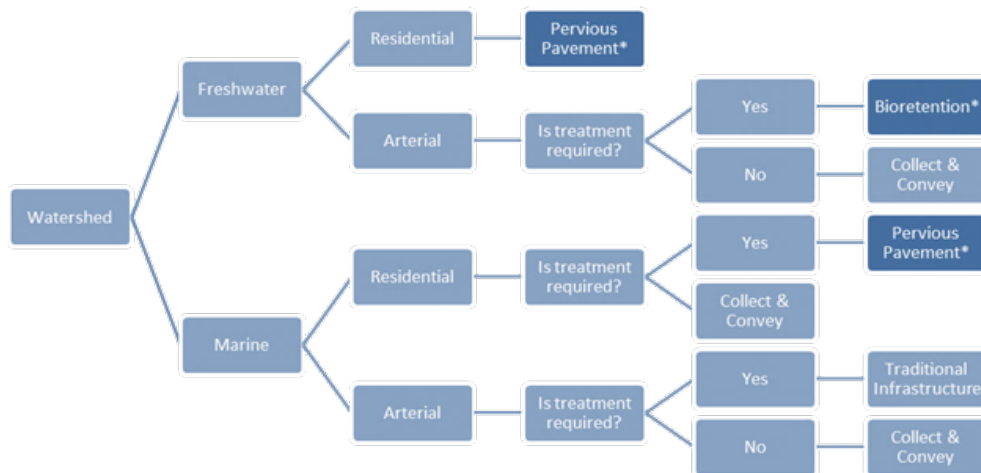 Residential
Pervious
Pavement*
Freshwater
Yes
Bioretention*
Arterial
Is treatment
required?
No
Collect &
Convey
Watershed
Yes
Pervious
Pavement*
Residential
Is treatment
required?
Collect &
Convey
Marine
Yes
Traditional
Infrastructure
Arterial
Is treatment
required?
No
Collect &
Convey